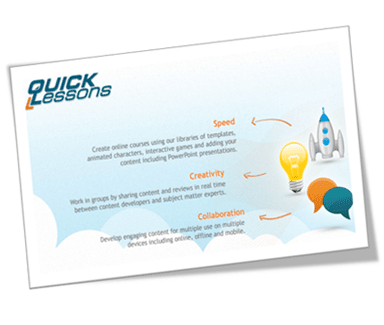 QUICK
Lessons
Speed
Create online courses using our libraries of templates,
animated characters, interactive games and adding your
content including PowerPoint presentations.
Creativity
Work in groups by sharing content and reviews in real time
between content developers and subject matter experts.
Collaboration
Develop engaging content for multiple use on multiple
devices including online, offline and mobile.